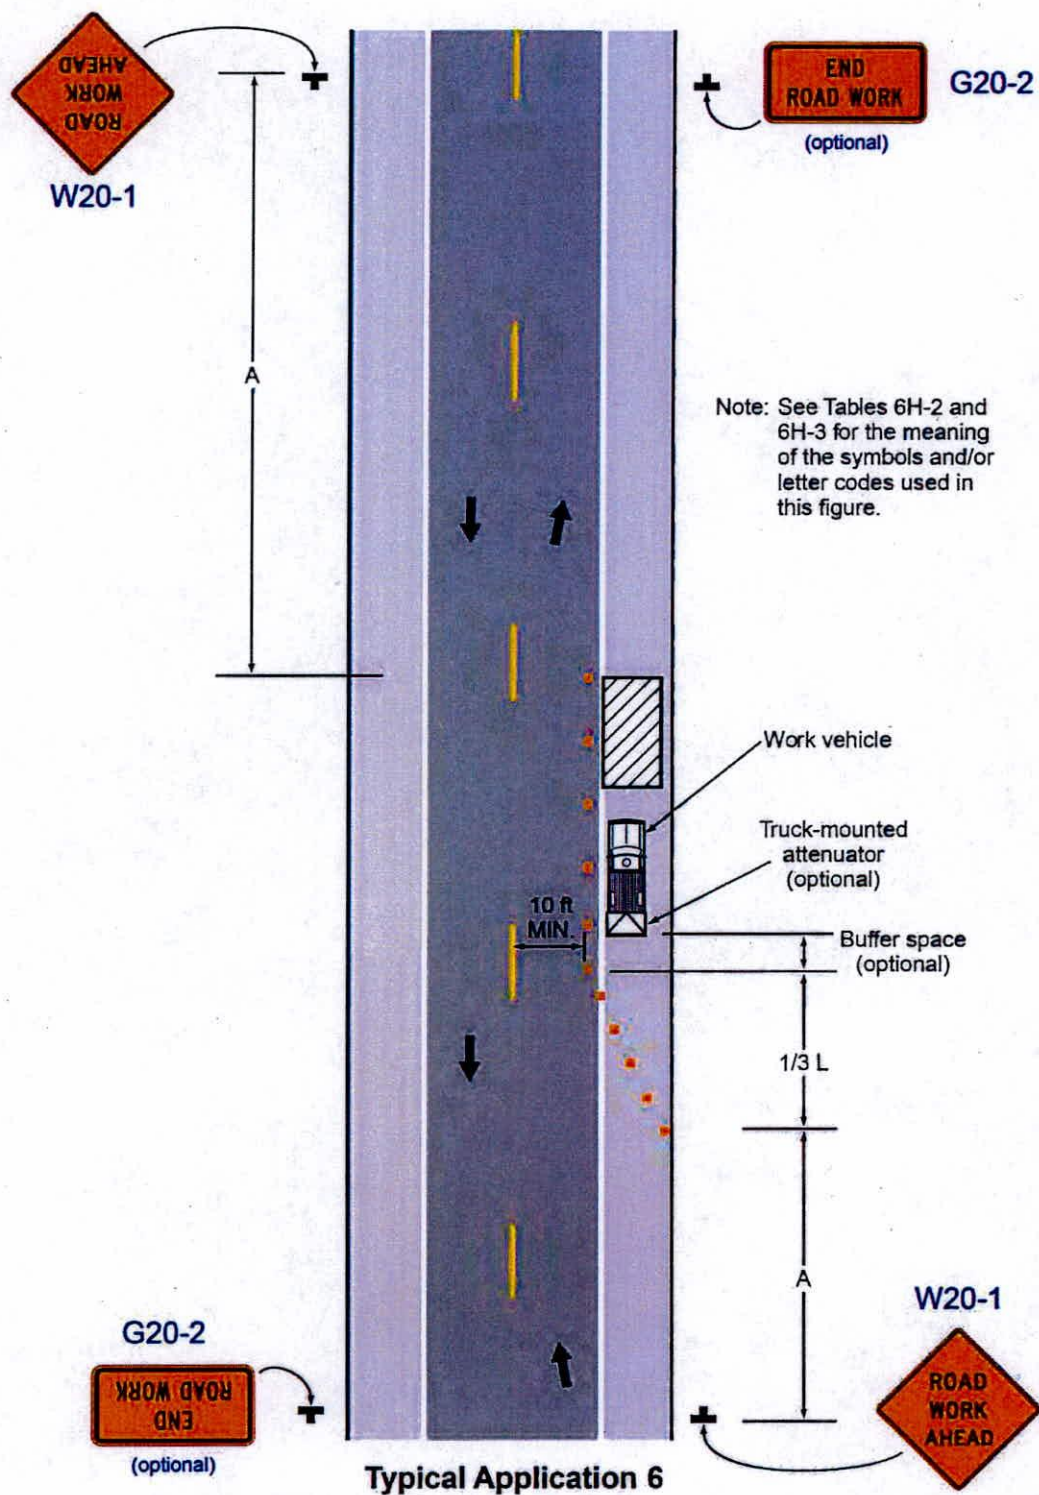 ROAD
WORK
AHEAD
W20-1
END
ROAD WORK
G20-2
(optional)
A
Note: See Tables 6H-2 and
6H-3 for the meaning
of the symbols and/or
letter codes used in
this figure.
Work vehicle
Truck-mounted
attenuator
(optional)
10 ft
MIN.
Buffer space
(optional)
1/3 L
A
W20-1
ROAD
WORK
AHEAD
G20-2
END
ROAD WORK
(optional)
Typical Application 6